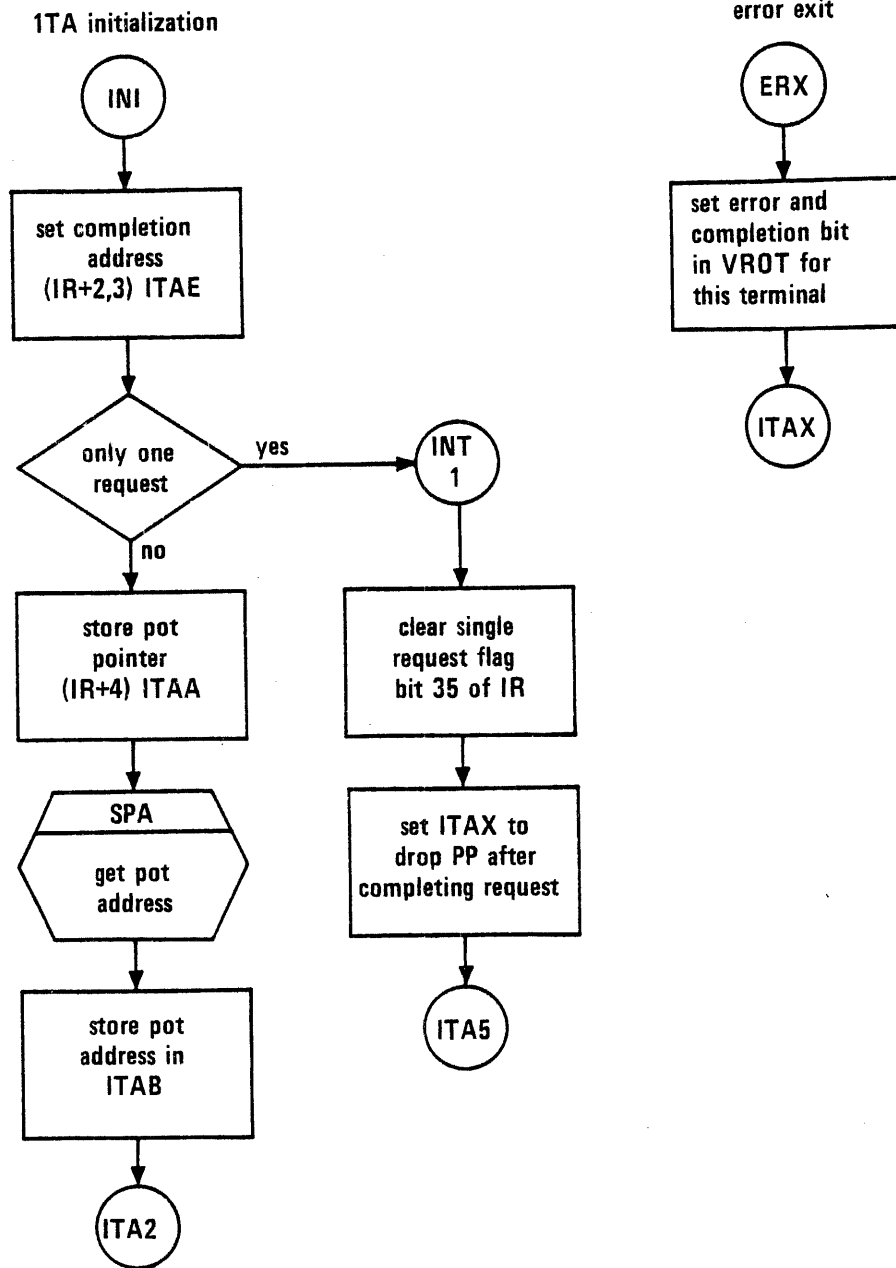 1TA initialization
INI
set completion
address
(IR+2,3) ITAE
only one
request
yes
no
store pot
pointer
(IR+4) ITAA
SPA
get pot
address
store pot
address in
ITAB
ITA2
INT
1
clear single
request flag
bit 35 of IR
set ITAX to
drop PP after
completing request
ITA5
error exit
ERX
set error and
completion bit
in VROT for
this terminal
ITAX